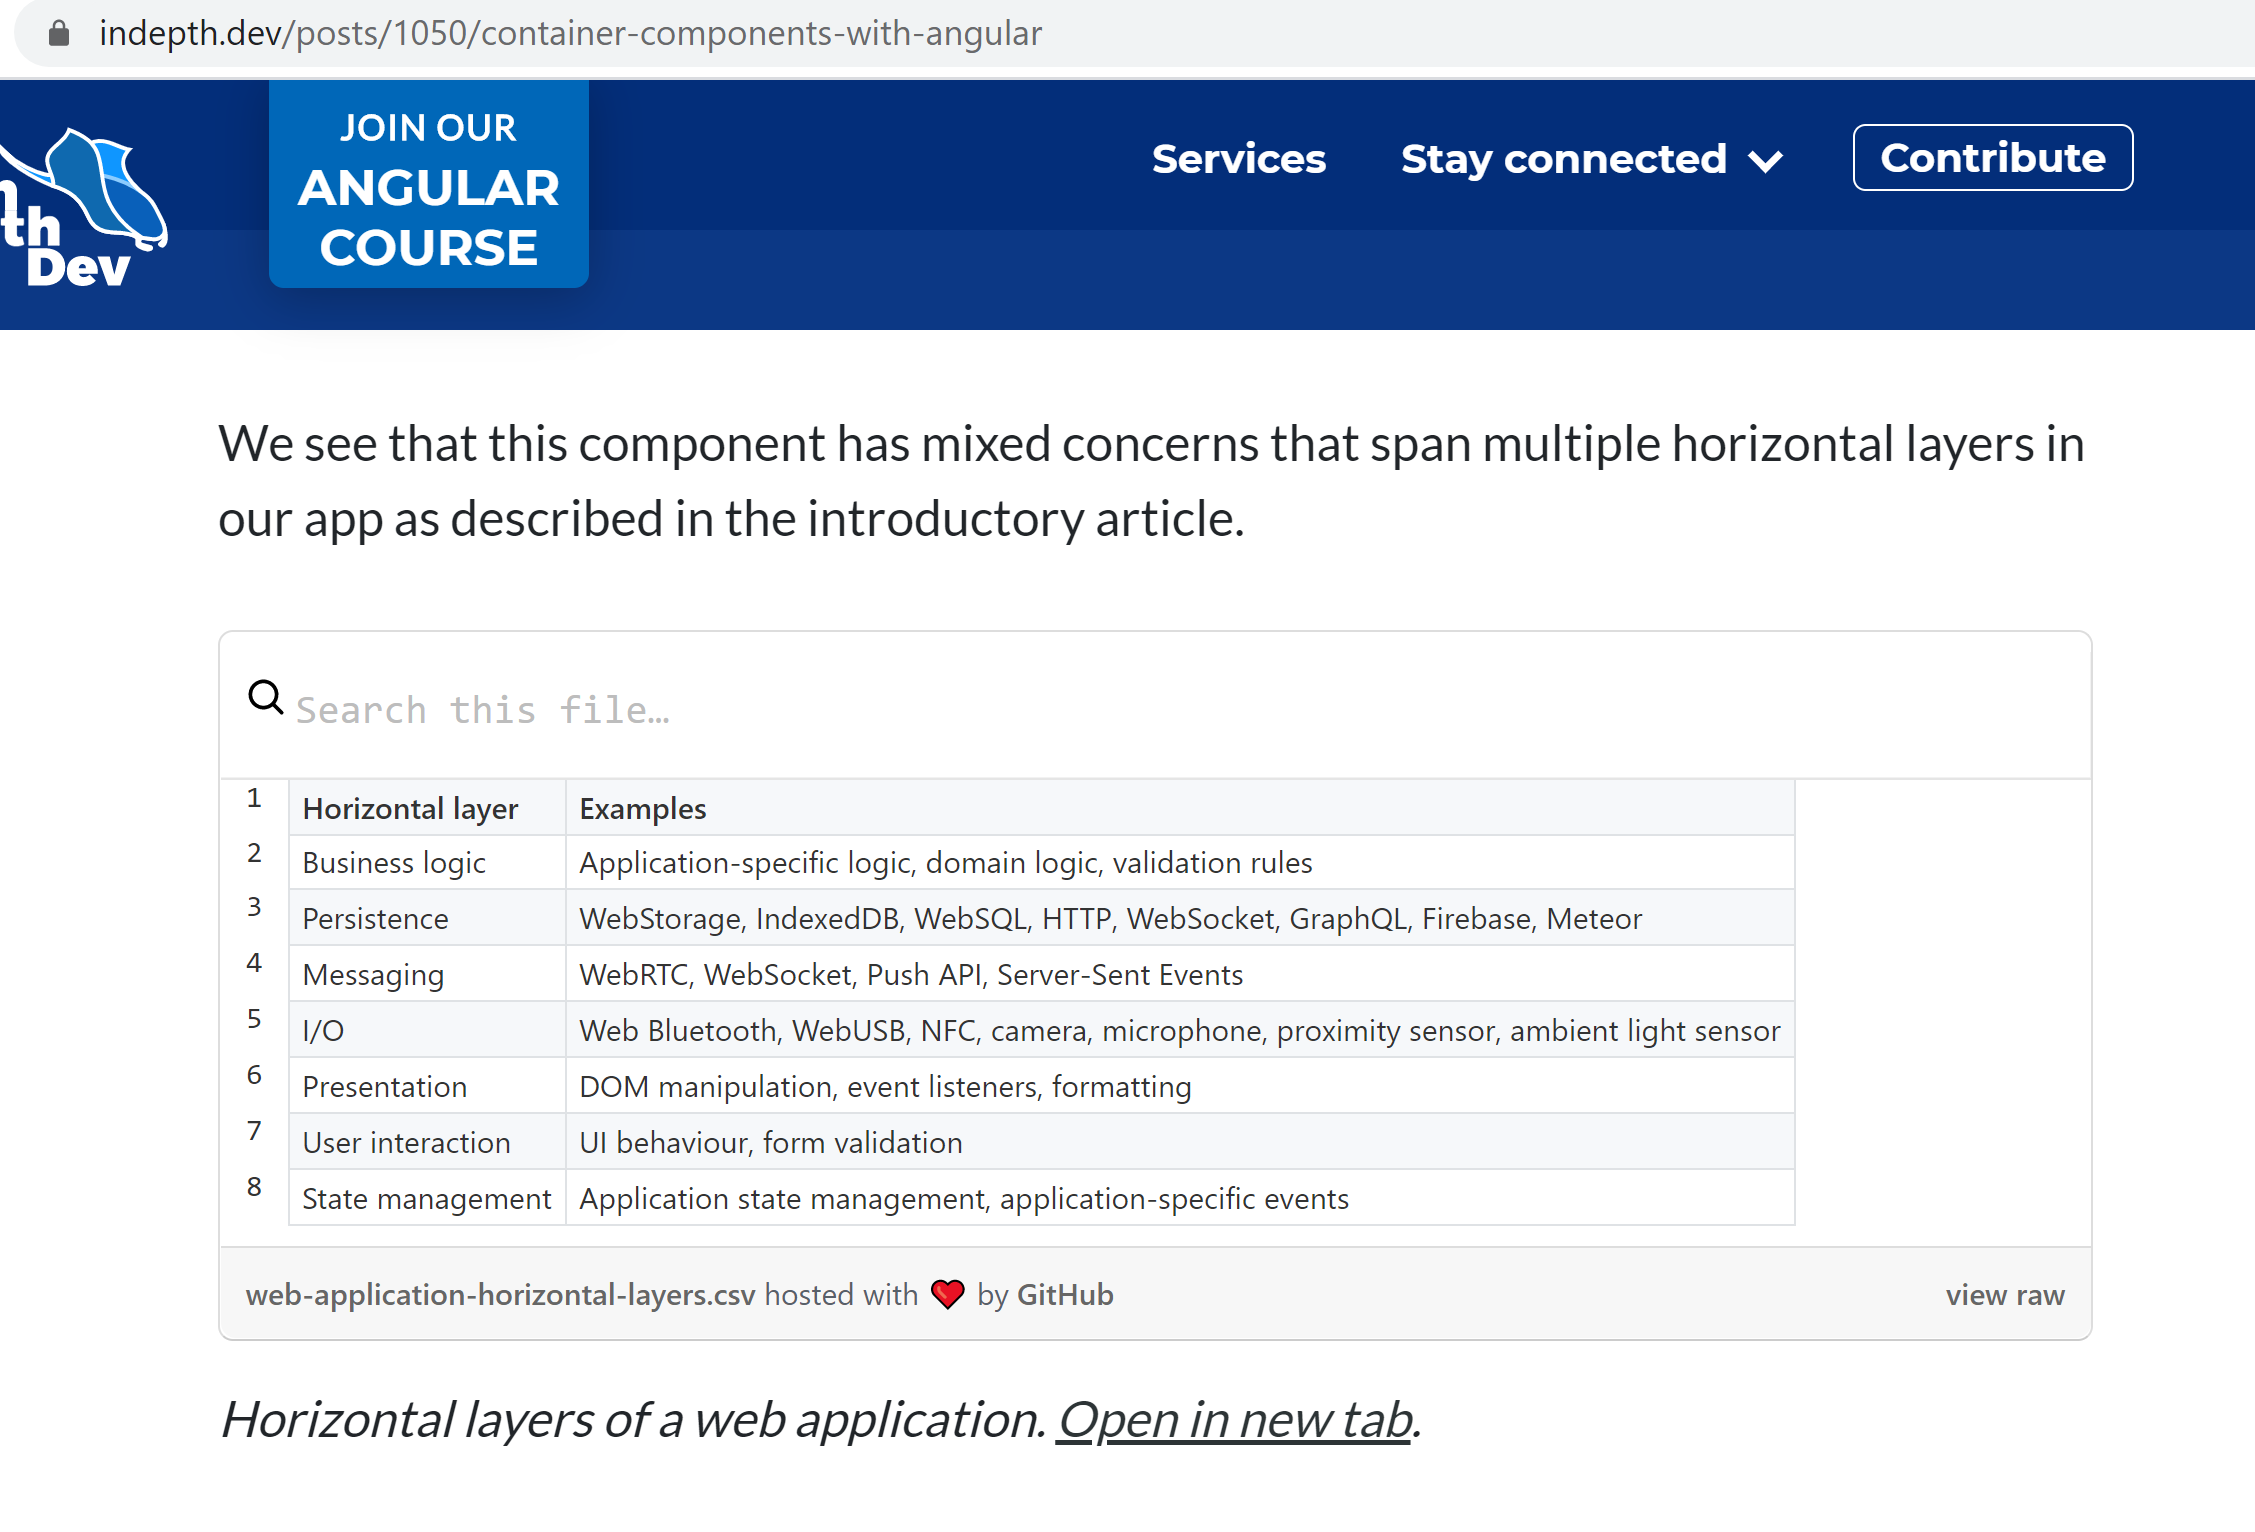 indepth.dev/posts/1050/container-components-with-angular
JOIN OUR
ANGULAR
COURSE
Services
Stay connected
Contribute
th
Dev
We see that this component has mixed concerns that span multiple horizontal layers in
our app as described in the introductory article.
Search this file…
1 Horizontal layer Examples
2 Business logic Application-specific logic, domain logic, validation rules
3 Persistence WebStorage, IndexedDB, WebSQL, HTTP, WebSocket, GraphQL, Firebase, Meteor
4 Messaging WebRTC, WebSocket, Push API, Server-Sent Events
5 I/O Web Bluetooth, WebUSB, NFC, camera, microphone, proximity sensor, ambient light sensor
6 Presentation DOM manipulation, event listeners, formatting
7 User interaction UI behaviour, form validation
8 State management Application state management, application-specific events
web-application-horizontal-layers.csv hosted with ❤ by GitHub view raw
Horizontal layers of a web application. Open in new tab.